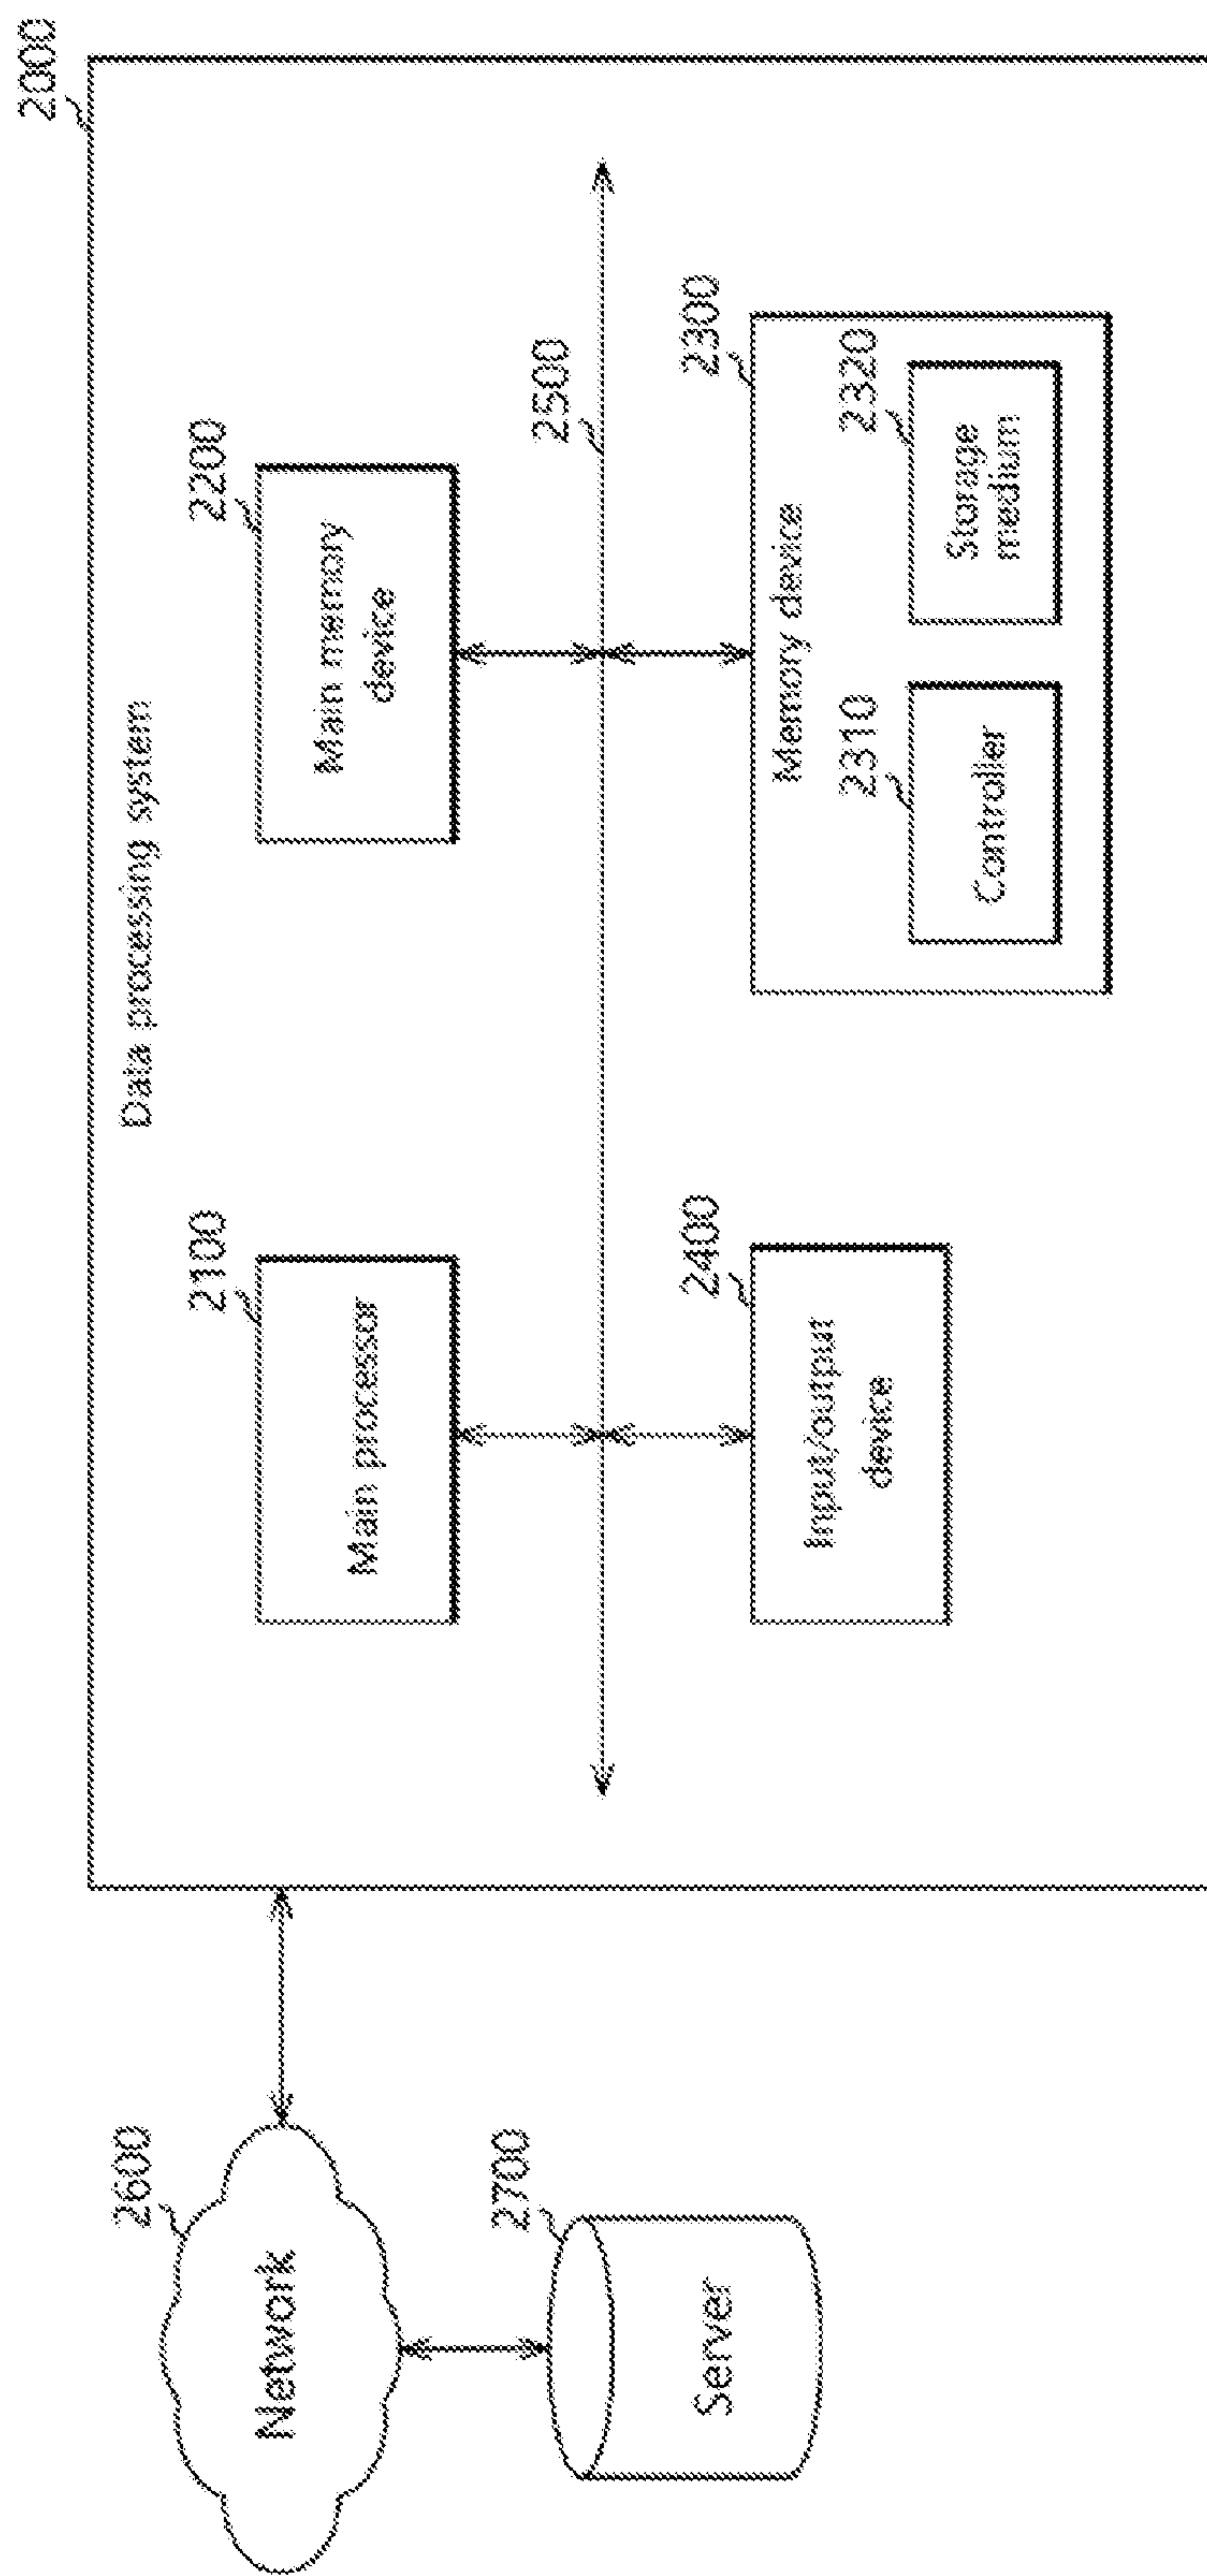 2000
Data processing system
2600
Network
2700
Server
2100
Main processor
2200
Main memory
device
2500
2400
Input/output
device
2300
Memory device
2310
Controller
2320
Storage
medium